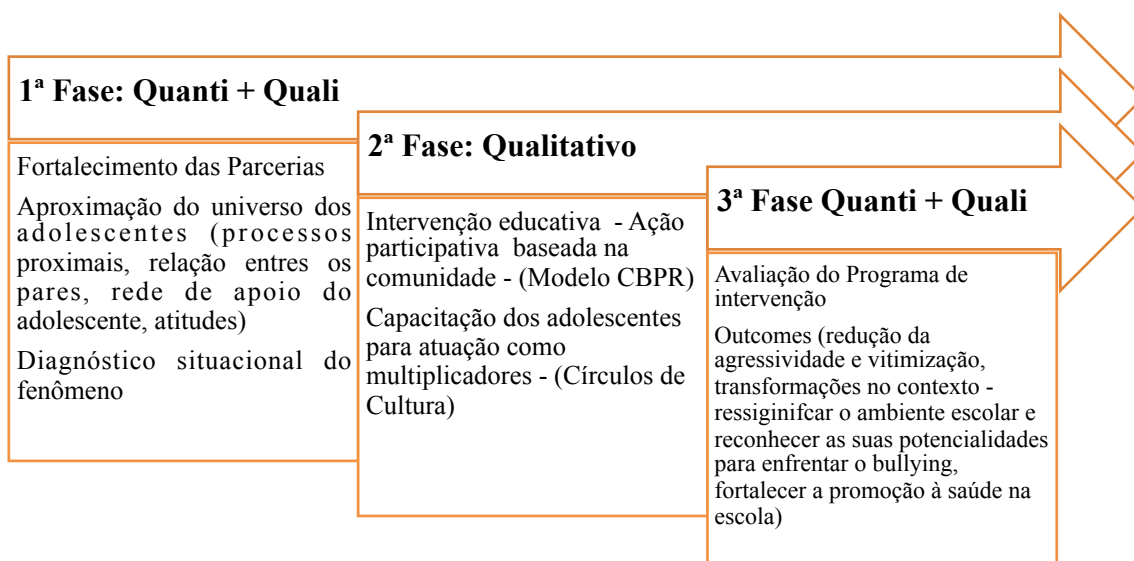 1ª Fase: Quanti + Quali
Fortalecimento das Parcerias
Aproximação do universo dos
adolescentes (processos
proximais, relação entres os
pares, rede de apoio do
adolescente, atitudes)
Diagnóstico situacional do
fenômeno
2ª Fase: Qualitativo
Intervenção educativa - Ação
participativa baseada na
comunidade - (Modelo CBPR)
Capacitação dos adolescentes
para atuação como
multiplicadores - (Círculos de
Cultura)
3ª Fase Quanti + Quali
Avaliação do Programa de
intervenção
Outcomes (redução da
agressividade e vitimização,
transformações no contexto -
ressiginifcar o ambiente escolar e
reconhecer as suas potencialidades
para enfrentar o bullying,
fortalecer a promoção à saúde na
escola)